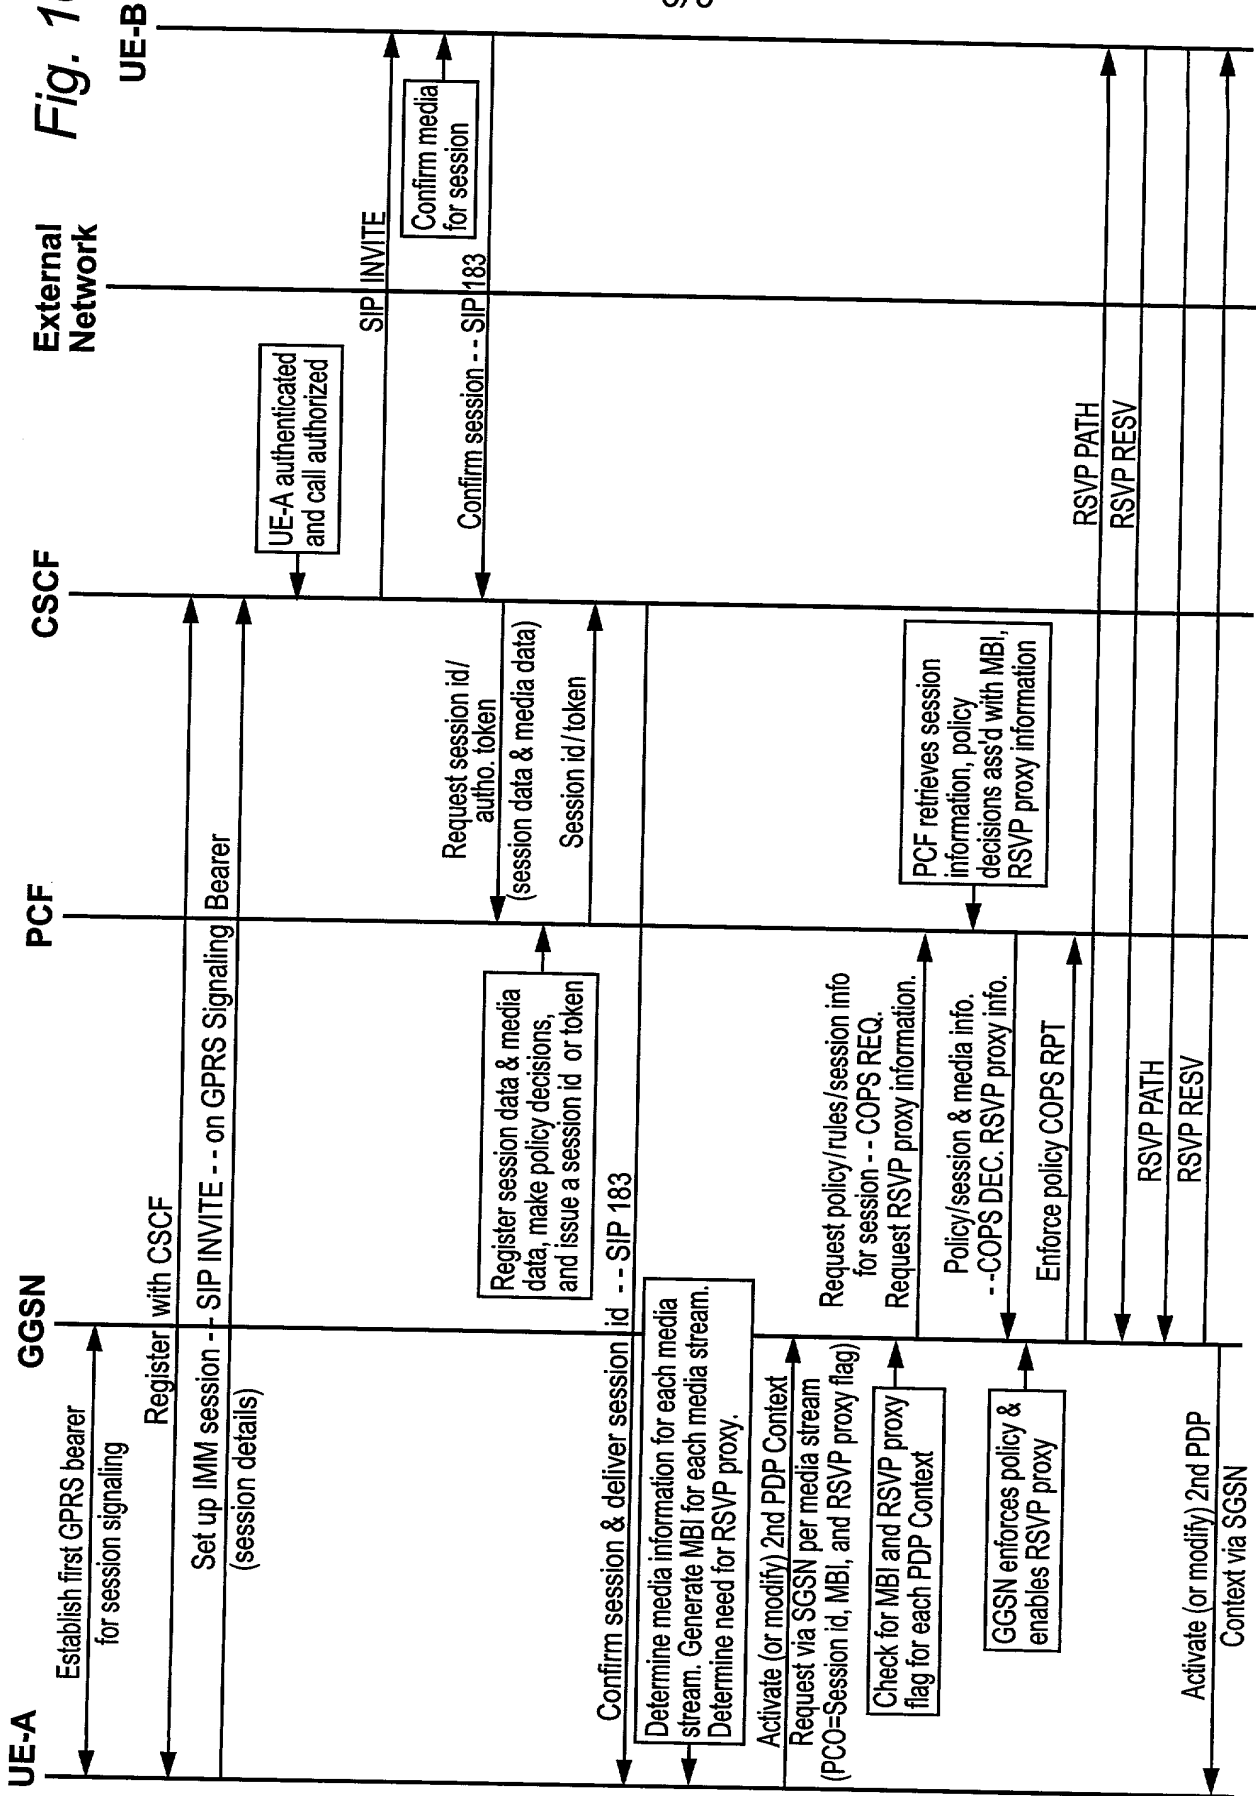 Fig. 1
UE-A
GGSN
PCF
CSCF
External
Network
UE-B
Establish first GPRS bearer
for session signaling
Register with CSCF
Set up IMM session - - SIP INVITE - - on GPRS Signaling Bearer
(session details)
UE-A authenticated
and call authorized
SIP INVITE
Confirm media
for session
Confirm session - - SIP 183
Request session id/
autho. token
(session data & media data)
Register session data & media
data, make policy decisions,
and issue a session id or token
Session id/token
Confirm session & deliver session id - - SIP 183
Determine media information for each media
stream. Generate MBI for each media stream.
Determine need for RSVP proxy.
Activate (or modify) 2nd PDP Context
Request via SGSN per media stream
(PCO=Session id, MBI, and RSVP proxy flag)
Check for MBI and RSVP proxy
flag for each PDP Context
Request policy/rules/session info
for session - - COPS REQ.
Request RSVP proxy information.
PCF retrieves session
information, policy
decisions ass'd with MBI,
RSVP proxy information
Policy/session & media info.
- -COPS DEC. RSVP proxy info.
GGSN enforces policy &
enables RSVP proxy
Enforce policy COPS RPT
RSVP PATH
RSVP RESV
RSVP PATH
RSVP RESV
Activate (or modify) 2nd PDP
Context via SGSN